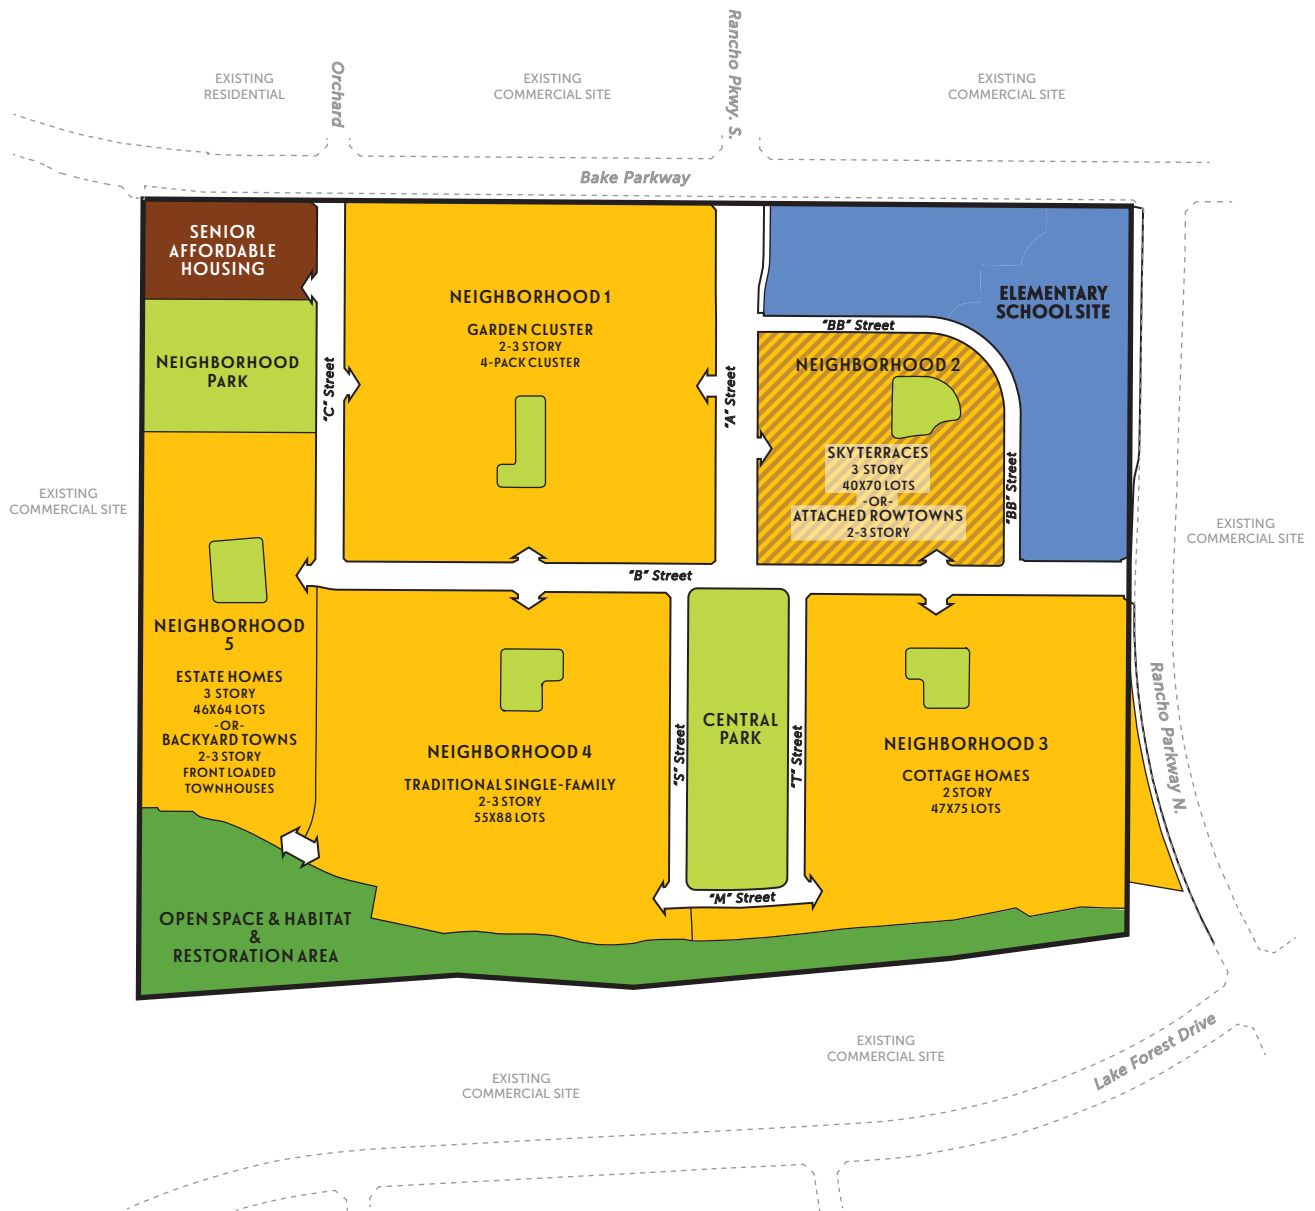 EXISTING
RESIDENTIAL
Orchard
EXISTING
COMMERCIAL SITE
Rancho Pkwy. S.
EXISTING
COMMERCIAL SITE
Bake Parkway
SENIOR
AFFORDABLE
HOUSING
NEIGHBORHOOD
PARK
"C" Street
NEIGHBORHOOD 1
GARDEN CLUSTER
2-3 STORY
4-PACK CLUSTER
"A" Street
"BB" Street
ELEMENTARY
SCHOOL SITE
NEIGHBORHOOD 2
SKYTERRACES
3 STORY
40X70 LOTS
-OR-
ATTACHED ROWTOWNS
2-3 STORY
"BB" Street
EXISTING
COMMERCIAL SITE
EXISTING
COMMERCIAL SITE
"B" Street
NEIGHBORHOOD
5
ESTATE HOMES
3 STORY
46X64 LOTS
-OR-
BACKYARD TOWNS
2-3 STORY
FRONT LOADED
TOWNHOUSES
NEIGHBORHOOD 4
TRADITIONAL SINGLE-FAMILY
2-3 STORY
55X88 LOTS
"S" Street
CENTRAL
PARK
"T" Street
NEIGHBORHOOD 3
COTTAGE HOMES
2 STORY
47X75 LOTS
Rancho Parkway N.
"M" Street
OPEN SPACE & HABITAT
&
RESTORATION AREA
EXISTING
COMMERCIAL SITE
EXISTING
COMMERCIAL SITE
Lake Forest Drive